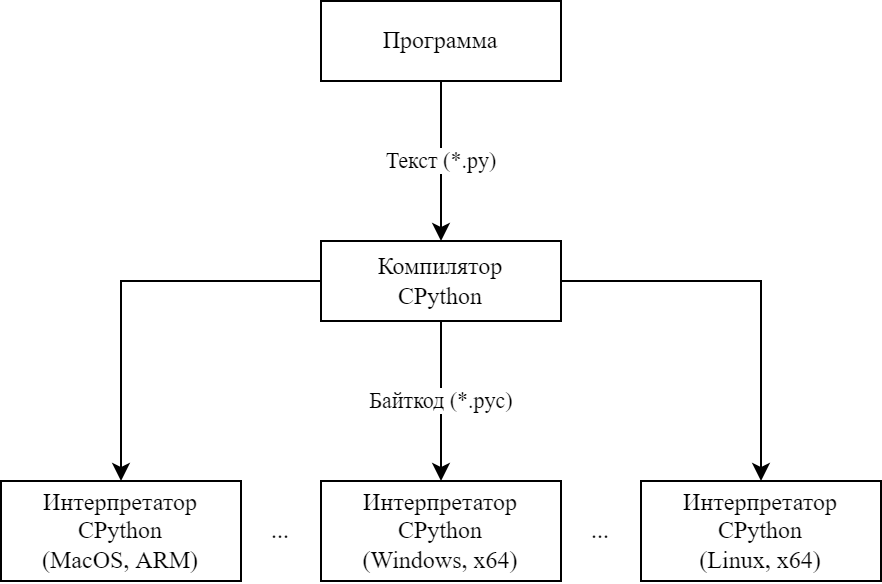 Программа
Текст (*.py)
Компилятор
CPython
Байткод (*.pyc)
Интерпретатор
CPython
(MacOS, ARM)
...
Интерпретатор
CPython
(Windows, x64)
...
Интерпретатор
CPython
(Linux, x64)